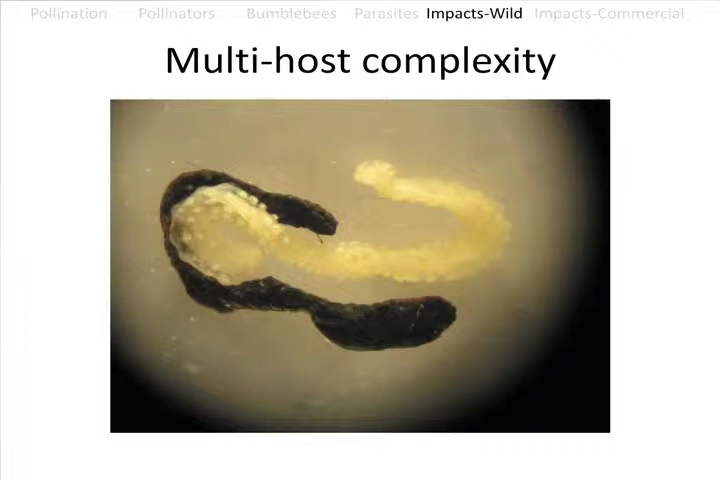 Pollination Pollinators Bumblebees Parasites Impacts-Wild Impacts-Commercial
Multi-host complexity